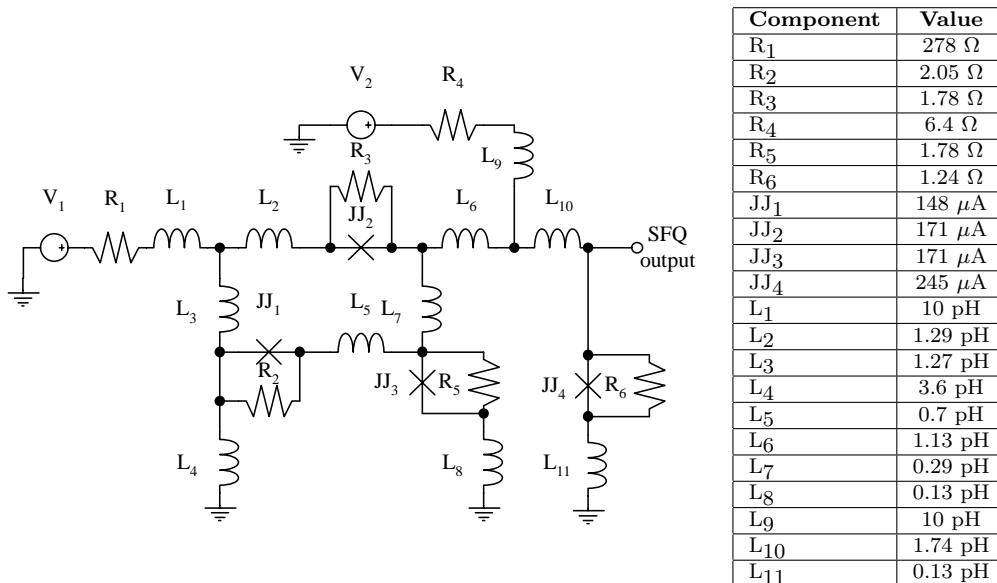 V2
R4
R3
L9
V1
R1
L1
L2
JJ2
L6
L10
SFQ
output
L3
JJ1
L5
L7
R2
JJ3
R5
JJ4
R6
L4
L8
L11
Component Value
R1 278 Ω
R2 2.05 Ω
R3 1.78 Ω
R4 6.4 Ω
R5 1.78 Ω
R6 1.24 Ω
JJ1 148 μA
JJ2 171 μA
JJ3 171 μA
JJ4 245 μA
L1 10 pH
L2 1.29 pH
L3 1.27 pH
L4 3.6 pH
L5 0.7 pH
L6 1.13 pH
L7 0.29 pH
L8 0.13 pH
L9 10 pH
L10 1.74 pH
L11 0.13 pH